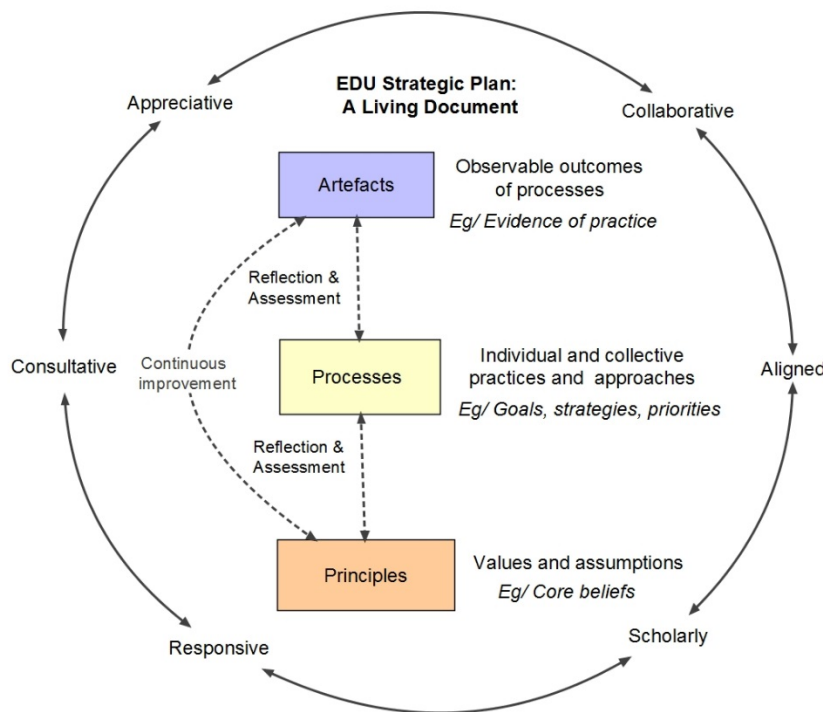 EDU Strategic Plan:
A Living Document
Appreciative
Collaborative
Artefacts
Observable outcomes
of processes
Eg/ Evidence of practice
Reflection &
Assessment
Consultative
Continuous
improvement
Processes
Individual and collective
practices and approaches
Eg/ Goals, strategies, priorities
Aligned
Reflection &
Assessment
Principles
Values and assumptions
Eg/ Core beliefs
Responsive
Scholarly